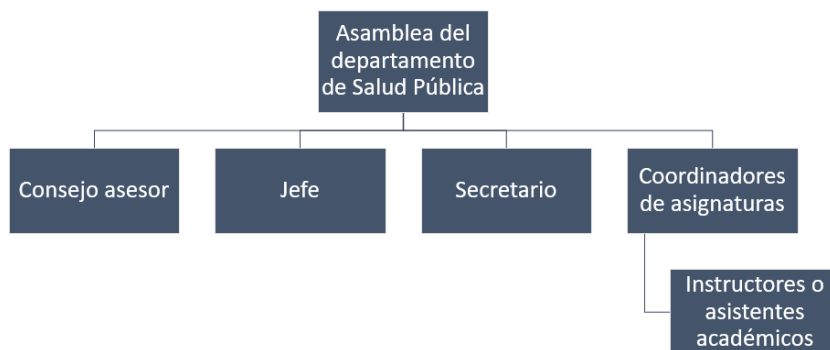 Asamblea del
departamento
de Salud Pública
Consejo asesor
Jefe
Secretario
Coordinadores
de asignaturas
Instructores o
asistentes
académicos